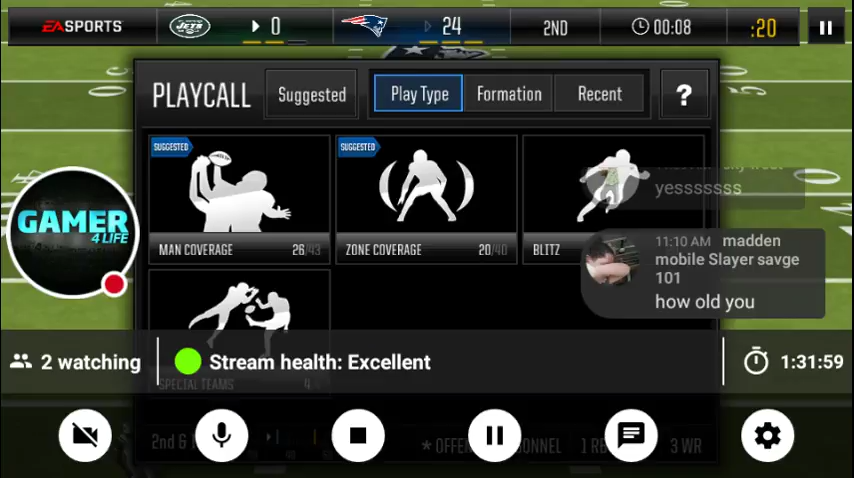 EA SPORTS JETS 0 24 2ND 00:08 :20
PLAYCALL Suggested Play Type Formation Recent ?
SUGGESTED SUGGESTED
MAN COVERAGE 26/43 ZONE COVERAGE 20/40 BLITZ
GAMER
4 LIFE
yesssssss
11:10 AM madden
mobile Slayer savge
101
how old you
2 watching Stream health: Excellent 1:31:59
SPECIAL TEAMS
2nd & 1 RB 3 WR